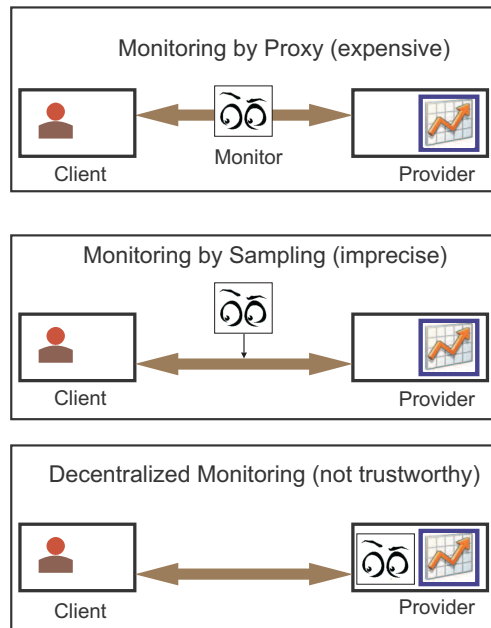 Monitoring by Proxy (expensive)
Client
Monitor
Provider
Monitoring by Sampling (imprecise)
Client
Provider
Decentralized Monitoring (not trustworthy)
Client
Provider